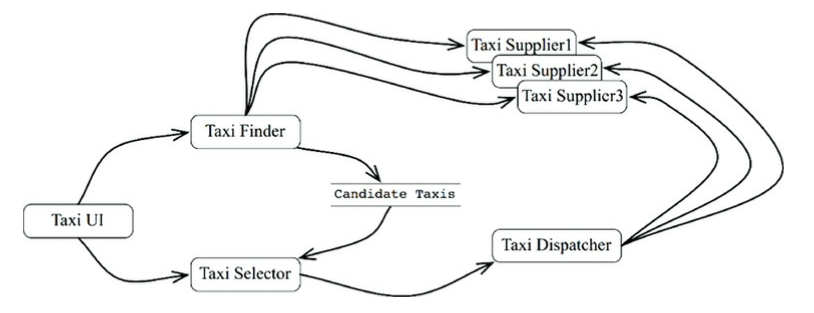 Taxi Supplier1
Taxi Supplier2
Taxi Supplier3
Taxi Finder
Candidate Taxis
Taxi UI
Taxi Dispatcher
Taxi Selector